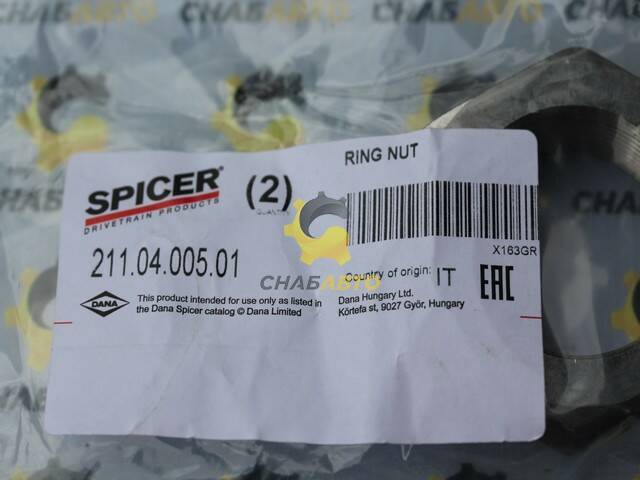 SPICER®
DRIVETRAIN PRODUCTS
(2)
RING NUT
X163GR
211.04.005.01
СНАБАВТО
Country of origin: IT
EAC
DANA
This product intended for use only as listed in
the Dana Spicer catalog © Dana Limited
Dana Hungary Ltd.
Körtefa st, 9027 Győr, Hungary
СНАБАВТО
СНАБАВТО